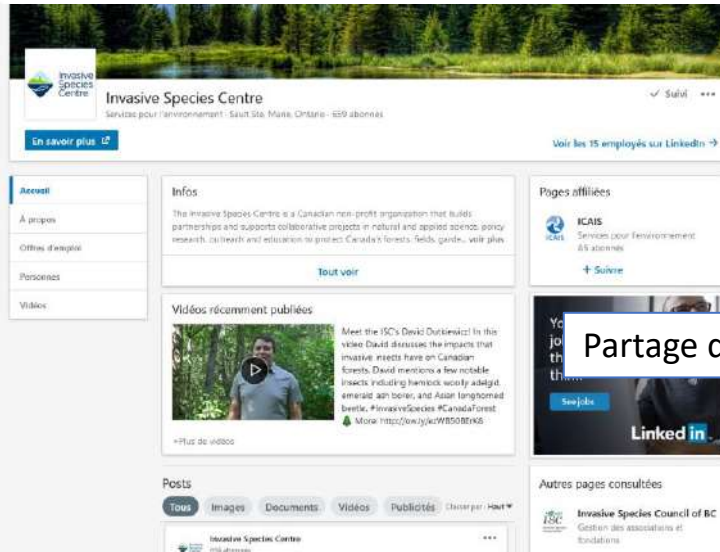 Invasive
Species
Centre
Invasive Species Centre
Services pour l'environnement · Sault Ste. Marie, Ontario · 659 abonnés
✓ Suivi
En savoir plus
Voir les 15 employés sur LinkedIn →
Accueil
À propos
Offres d'emploi
Personnes
Vidéos
Infos
The Invasive Species Centre is a Canadian non-profit organization that builds
partnerships and supports collaborative projects in natural and applied science, policy
research, outreach and education to protect Canada's forests, fields, garde... voir plus
Tout voir
Vidéos récemment publiées
Meet the ISC's David Dutkiewicz! In this
video David discusses the impacts that
invasive insects have on Canadian
forests. David mentions a few notable
insects including hemlock woolly adelgid,
emerald ash borer, and Asian longhorned
beetle. #InvasiveSpecies #CanadaForest
More: http://ow.ly/ezWB50BErK8
+Plus de vidéos
Posts
Tous Images Documents Vidéos Publicités Classer par : Haut
Invasive Species Centre
659 abonnés
Pages affiliées
ICAIS
ICAIS
Services pour l'environnement
85 abonnés
+ Suivre
Yo
jo
th
th
Partage d
See jobs
Linked in
Autres pages consultées
isc
Invasive Species Council of BC
Gestion des associations et
fondations